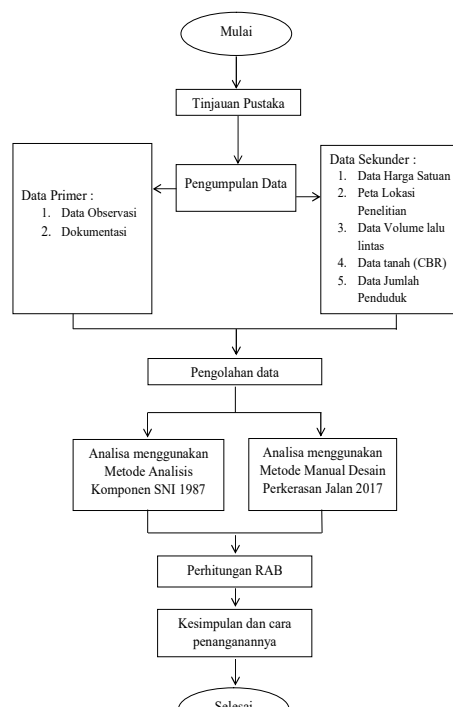 Mulai
Tinjauan Pustaka
Pengumpulan Data
Data Primer :
1. Data Observasi
2. Dokumentasi
Data Sekunder :
1. Data Harga Satuan
2. Peta Lokasi
Penelitian
3. Data Volume lalu
lintas
4. Data tanah (CBR)
5. Data Jumlah
Penduduk
Pengolahan data
Analisa menggunakan
Metode Analisis
Komponen SNI 1987
Analisa menggunakan
Metode Manual Desain
Perkerasan Jalan 2017
Perhitungan RAB
Kesimpulan dan cara
penanganannya
Selesai